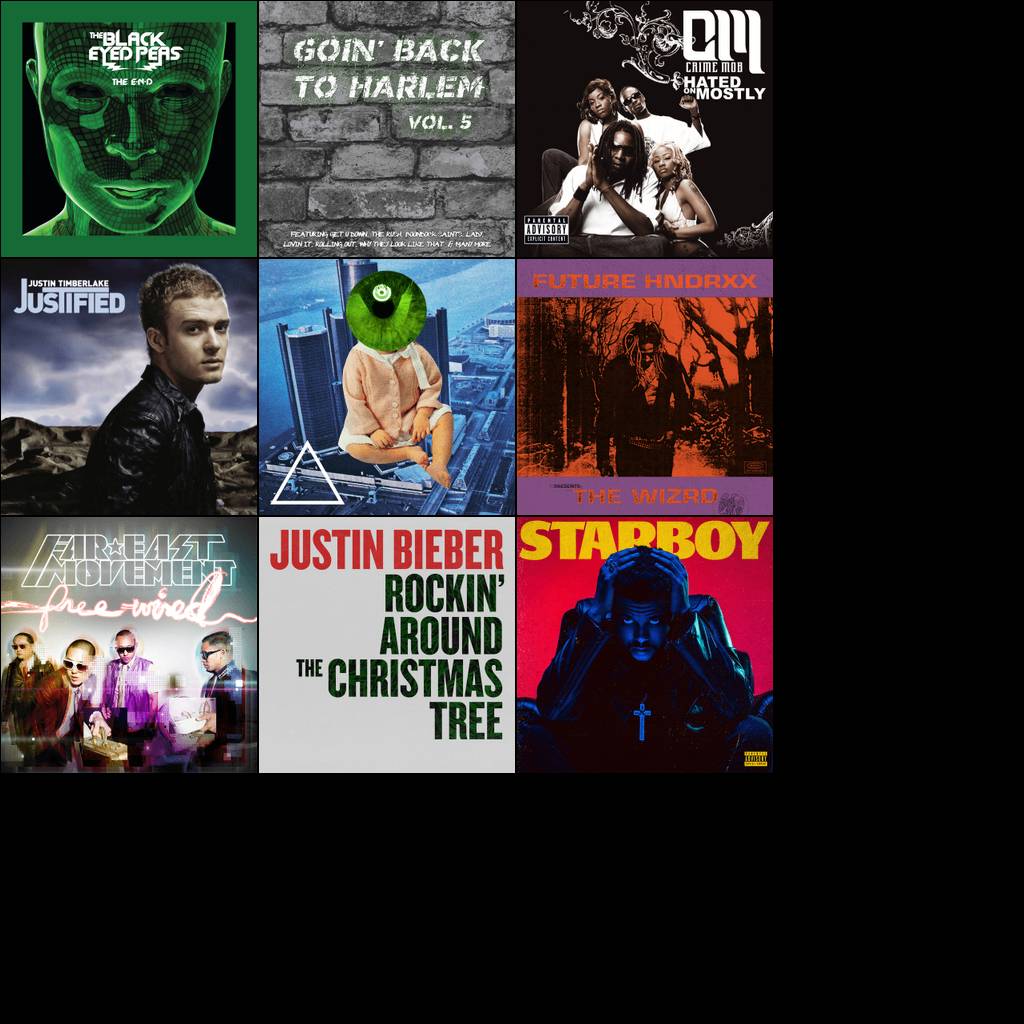 THE BLACK
EYED PEAS
THE E·N·D
GOIN' BACK
TO HARLEM
VOL. 5
FEATURING GET U DOWN, THE RUSH, BOONDOCK SAINTS, LADY,
LOVIN IT, ROLLING OUT, WHY THEY LOOK LIKE THAT & MANY MORE
CM
CRIME MOB
HATED
ON MOSTLY
PARENTAL
ADVISORY
EXPLICIT CONTENT
JUSTIN TIMBERLAKE
JUSTIFIED
FUTURE HNDRXX
PRESENTS:
THE WIZRD
FAR★EAST
MOVEMENT
free wired
JUSTIN BIEBER
ROCKIN'
AROUND
THE CHRISTMAS
TREE
STARBOY
PARENTAL
ADVISORY